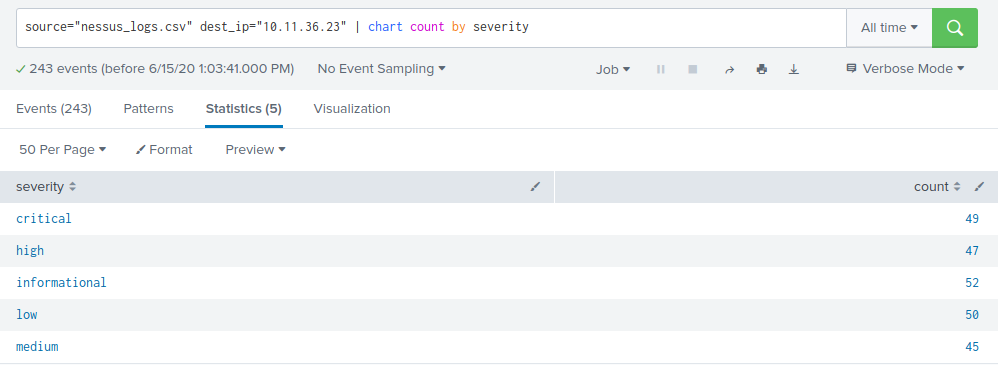 source="nessus_logs.csv" dest_ip="10.11.36.23" | chart count by severity All time
243 events (before 6/15/20 1:03:41.000 PM) No Event Sampling Job Verbose Mode
Events (243) Patterns Statistics (5) Visualization
50 Per Page Format Preview
severity count
critical 49
high 47
informational 52
low 50
medium 45